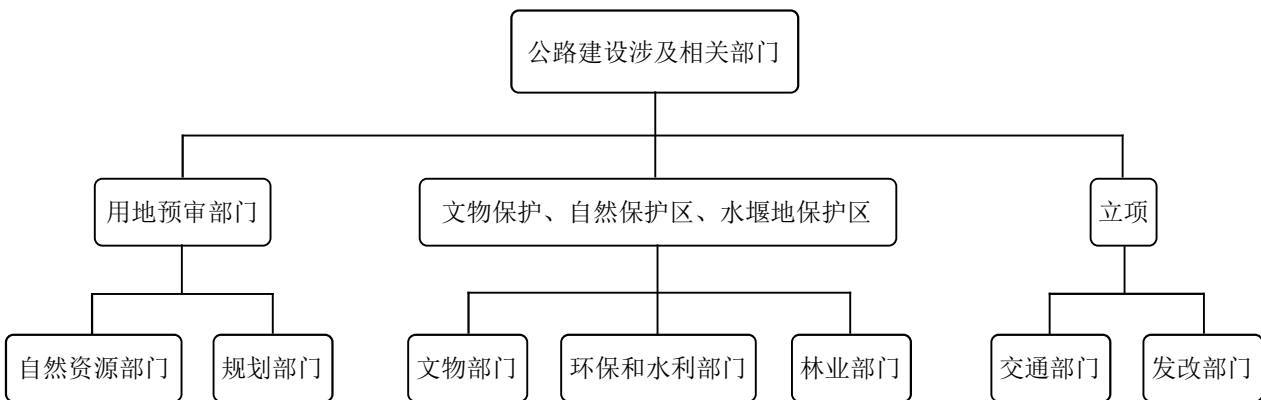 公路建设涉及相关部门
用地预审部门
文物保护、自然保护区、水堰地保护区
立项
自然资源部门
规划部门
文物部门
环保和水利部门
林业部门
交通部门
发改部门